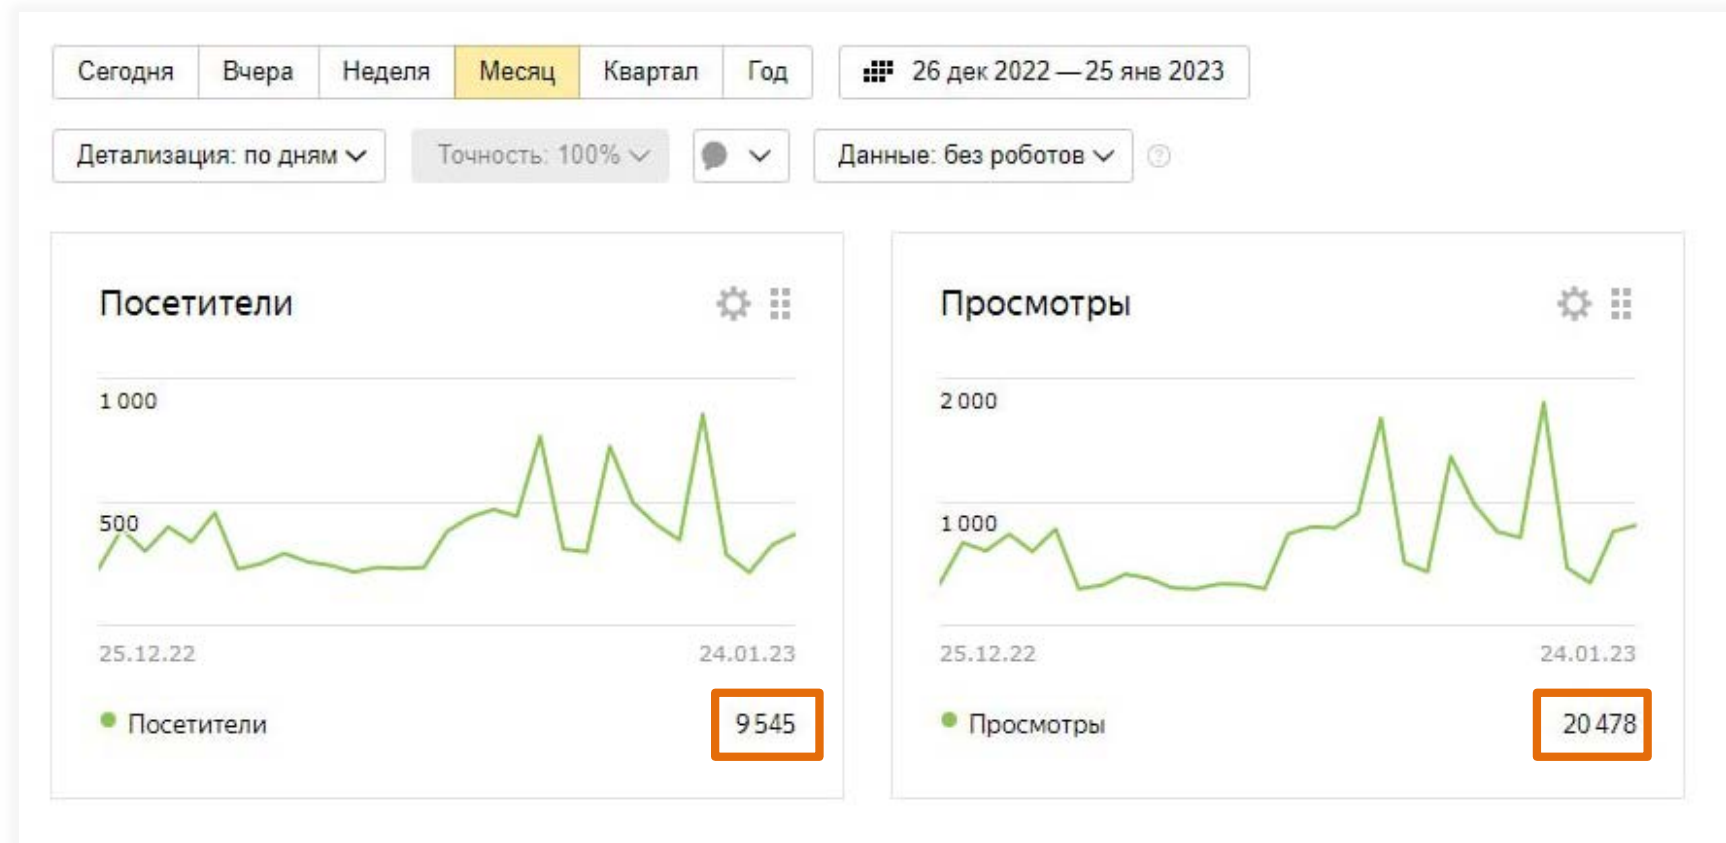 Сегодня Вчера Неделя Месяц Квартал Год 26 дек 2022 — 25 янв 2023
Детализация: по дням Точность: 100% Данные: без роботов ?
Посетители
1 000
500
25.12.22 24.01.23
Посетители 9 545
Просмотры
2 000
1 000
25.12.22 24.01.23
Просмотры 20 478